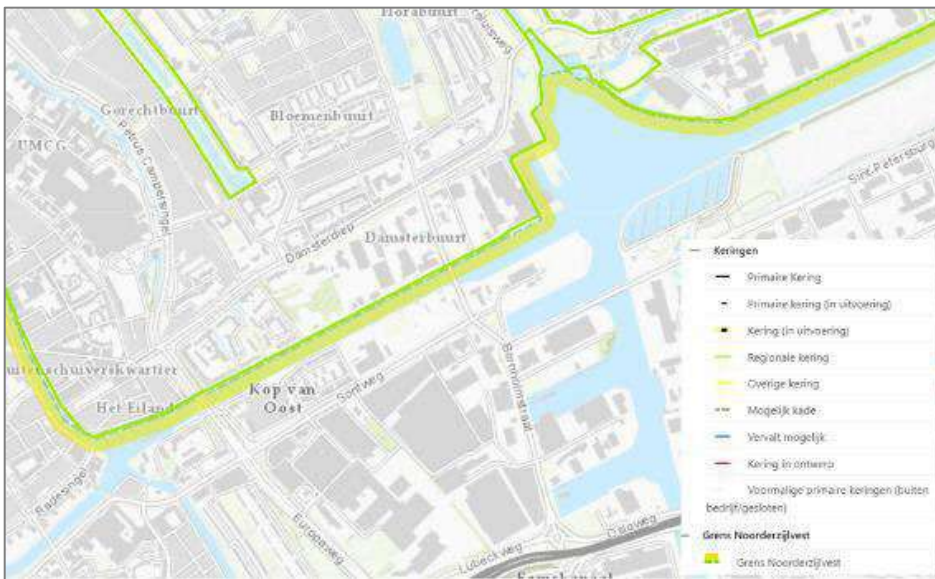 Florabuurt
Gorechtbuurt
Bloemenbuurt
UMCG
Petrus Campersingel
Sint-Petersburg
Damsterdiep
Damsterbuurt
Kop van
Oost
Sontweg
Het Eiland
Bornholmstraat
Radesingel
Europaweg
Lübeckweg
Osloweg
Keringen
Primaire Kering
Primaire kering (in uitvoering)
Kering (in uitvoering)
Regionale kering
Overige kering
Mogelijk kade
Vervalt mogelijk
Kering in ontwerp
Voormalige primaire keringen (buiten
bedrijf/gesloten)
Grens Noorderzijlvest
Grens Noorderzijlvest